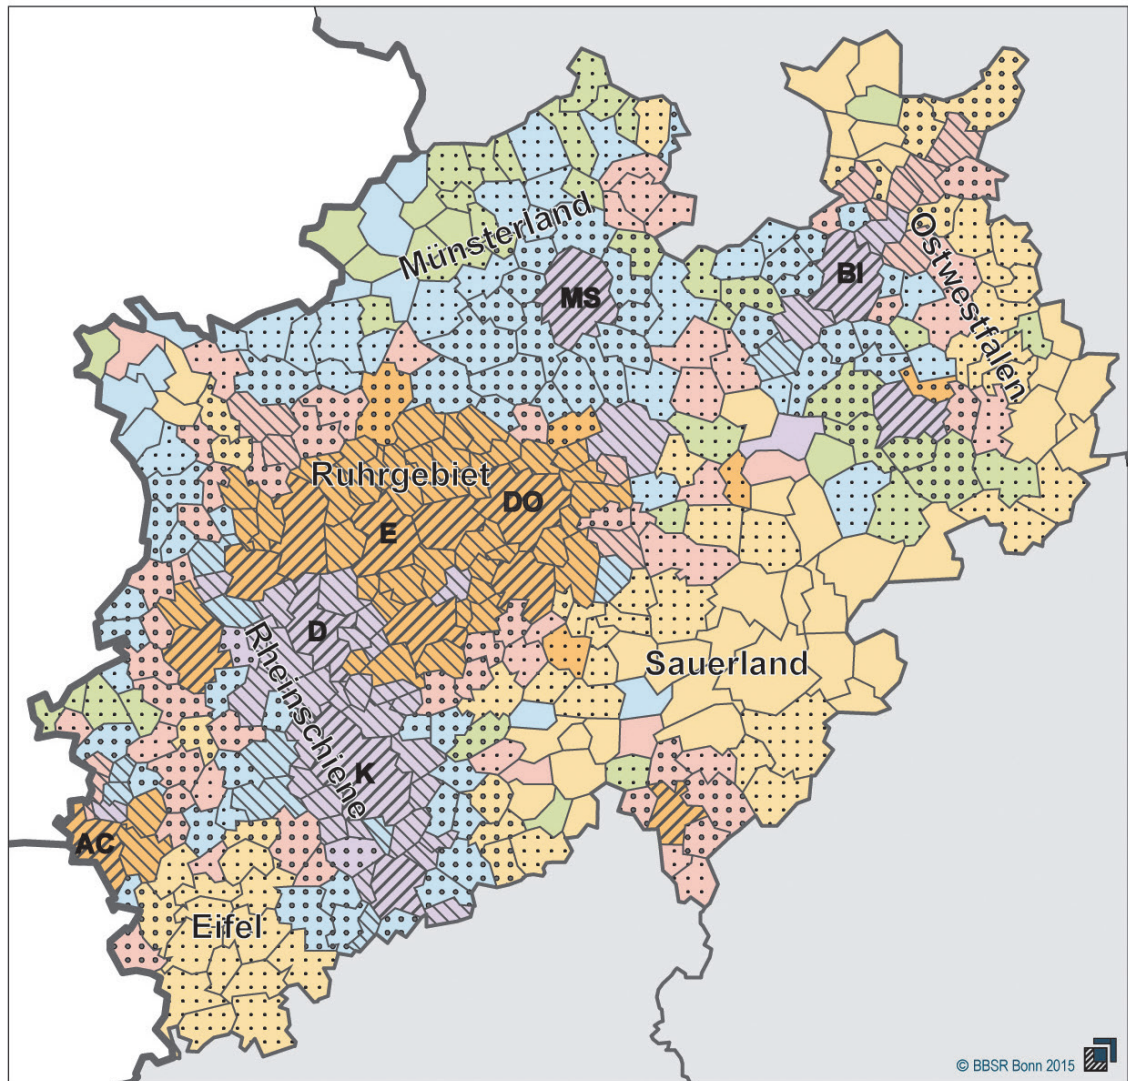 Münsterland
Ostwestfalen
BI
MS
Ruhrgebiet
DO
E
D
Rheinschiene
Sauerland
K
AC
Eifel
© BBSR Bonn 2015